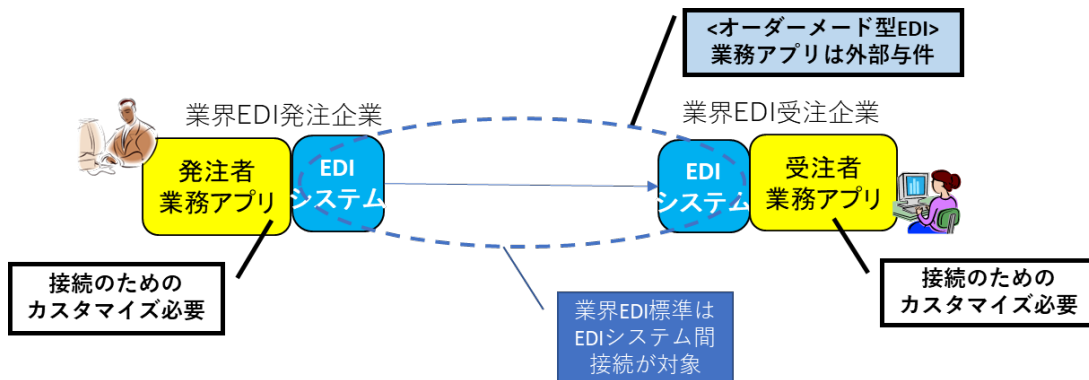 <オーダーメード型EDI>
業務アプリは外部与件
業界EDI発注企業
業界EDI受注企業
発注者
業務アプリ
EDI
システム
EDI
システム
受注者
業務アプリ
接続のための
カスタマイズ必要
業界EDI標準は
EDIシステム間
接続が対象
接続のための
カスタマイズ必要